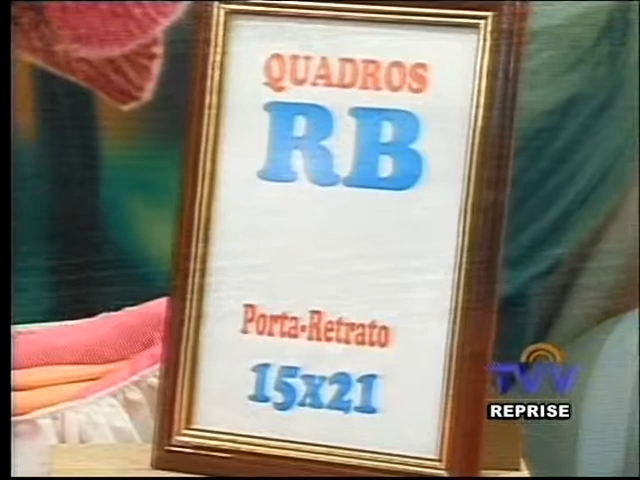 QUADROS
RB
Porta-Retrato
15x21
TVV
REPRISE